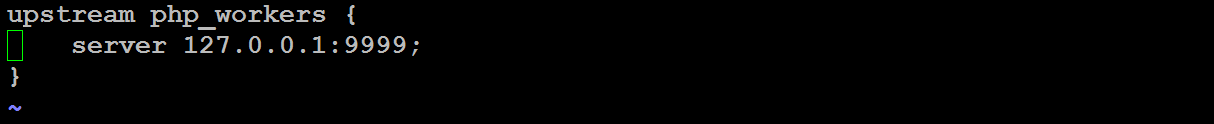 upstream php_workers {
    server 127.0.0.1:9999;
}
~